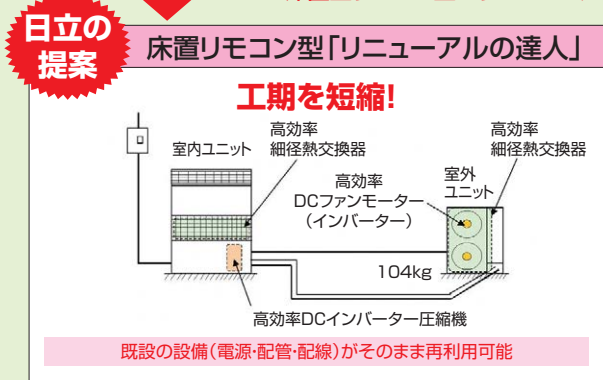 日立の
提案
床置リモコン型「リニューアルの達人」
工期を短縮!
室内ユニット
高効率
細径熱交換器
高効率
DCファンモーター
(インバーター)
室外
ユニット
高効率
細径熱交換器
104kg
高効率DCインバーター圧縮機
既設の設備(電源・配管・配線)がそのまま再利用可能